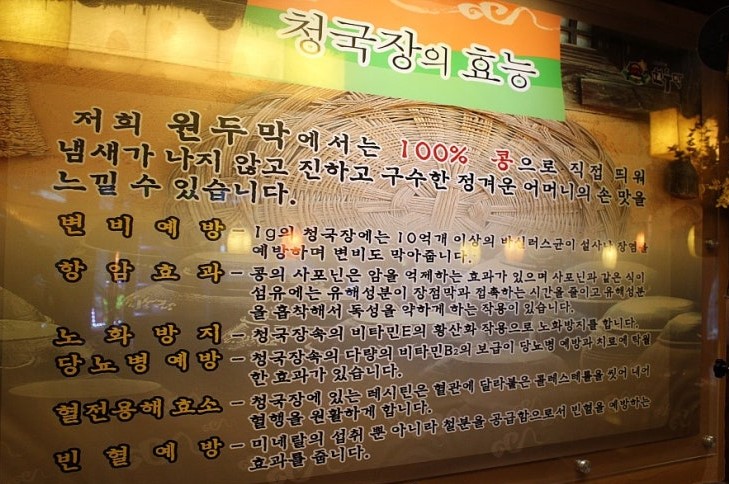 청국장의 효능
저희 원두막에서는 100% 콩으로 직접 띄워
냄새가 나지 않고 진하고 구수한 정겨운 어머니의 손 맛을
느낄 수 있습니다.
변비예방 - 1g의 청국장에는 10억개 이상의 바실러스균이 설사나 장염을
예방하며 변비도 막아줍니다.
항암효과 - 콩의 사포닌은 암을 억제하는 효과가 있으며 사포닌과 같은 식이
섬유에는 유해성분이 장점막과 접촉하는 시간을 줄이고 유해성분
을 흡착해서 독성을 약하게 하는 작용이 있습니다.
노화방지 - 청국장속의 비타민E의 항산화 작용으로 노화방지를 합니다.
당뇨병예방 - 청국장속의 다량의 비타민B2의 보급이 당뇨병 예방과 치료에 탁월
한 효과가 있습니다.
혈전용해효소 - 청국장에 있는 레시틴은 혈관에 달라붙은 콜레스테롤을 씻어 내어
혈행을 원활하게 합니다.
빈혈예방 - 미네랄의 섭취 뿐 아니라 철분을 공급함으로서 빈혈을 예방하는
효과를 줍니다.